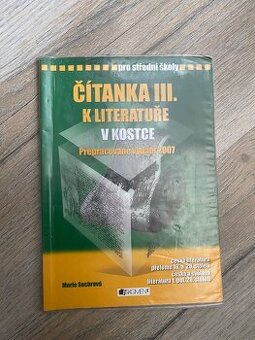 pro střední školy
ČÍTANKA III.
K LITERATUŘE
V KOSTCE
Přepracované vydání 2007
česká literatura
přelomu 19. a 20. století
česká a světová
literatura 1. pol. 20. století
Marie Sochrová
FRAGMENT